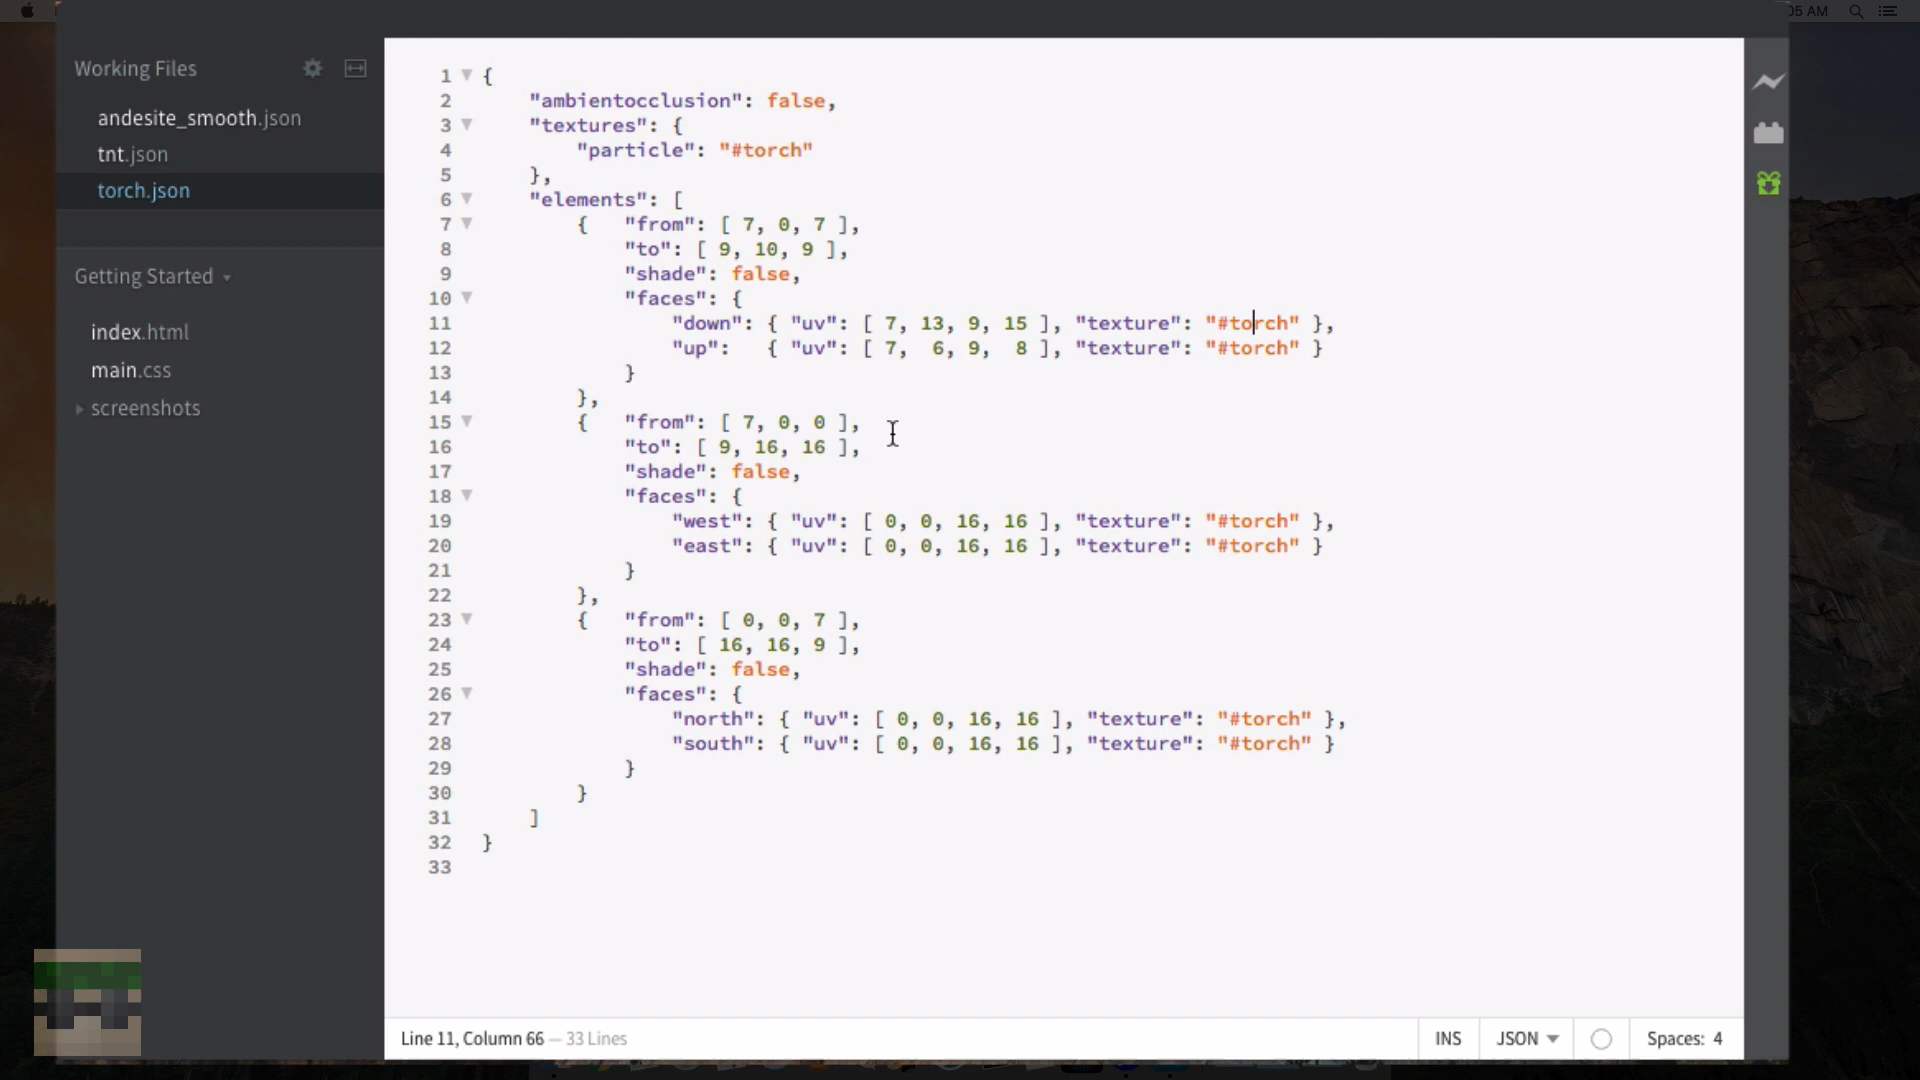 05 AM
Working Files
andesite_smooth.json
tnt.json
torch.json
Getting Started
index.html
main.css
screenshots
1 {
2     "ambientocclusion": false,
3     "textures": {
4         "particle": "#torch"
5     },
6     "elements": [
7         {   "from": [ 7, 0, 7 ],
8             "to": [ 9, 10, 9 ],
9             "shade": false,
10             "faces": {
11                 "down": { "uv": [ 7, 13, 9, 15 ], "texture": "#torch" },
12                 "up":   { "uv": [ 7,  6, 9,  8 ], "texture": "#torch" }
13             }
14         },
15         {   "from": [ 7, 0, 0 ],
16             "to": [ 9, 16, 16 ],
17             "shade": false,
18             "faces": {
19                 "west": { "uv": [ 0, 0, 16, 16 ], "texture": "#torch" },
20                 "east": { "uv": [ 0, 0, 16, 16 ], "texture": "#torch" }
21             }
22         },
23         {   "from": [ 0, 0, 7 ],
24             "to": [ 16, 16, 9 ],
25             "shade": false,
26             "faces": {
27                 "north": { "uv": [ 0, 0, 16, 16 ], "texture": "#torch" },
28                 "south": { "uv": [ 0, 0, 16, 16 ], "texture": "#torch" }
29             }
30         }
31     ]
32 }
33
Line 11, Column 66 — 33 Lines
INS
JSON
Spaces: 4